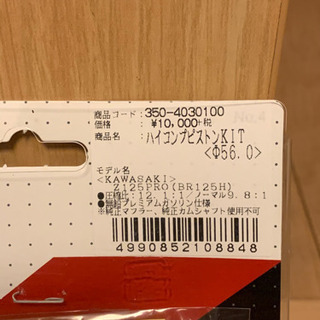 商品コード: 350-4030100
価格 : ¥10,000+税
商品名: ハイコンプピストンKIT
<Φ56.0>
モデル名
<KAWASAKI>
Z125PRO(BR125H)
●圧縮比:12.1:1/ノーマル9.8:1
●無鉛プレミアムガソリン仕様
※純正マフラー、純正カムシャフト使用不可
4990852108848